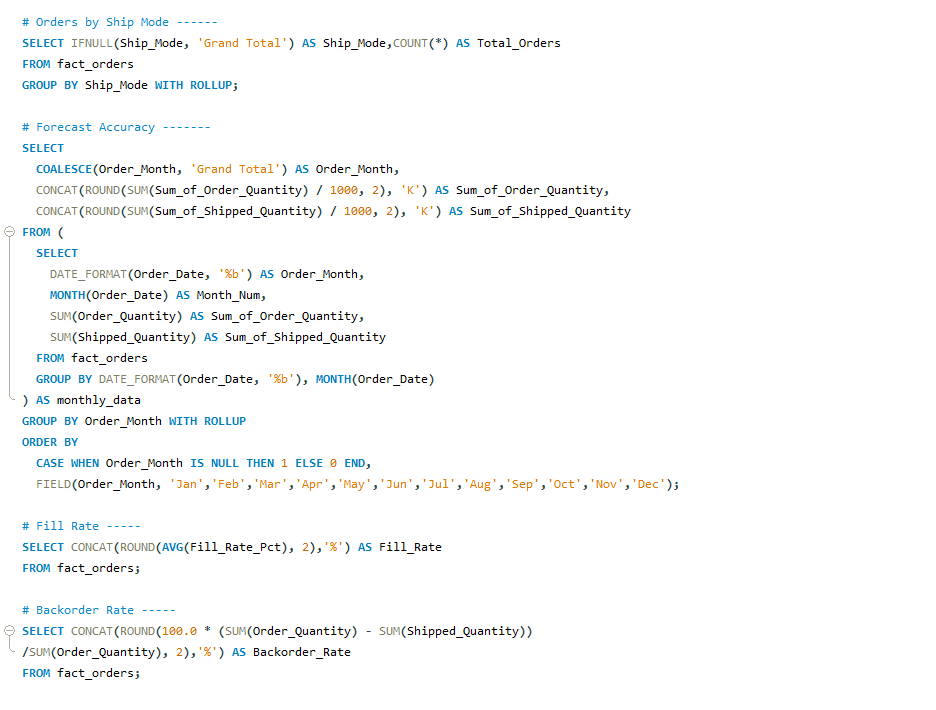 # Orders by Ship Mode ------
SELECT IFNULL(Ship_Mode, 'Grand Total') AS Ship_Mode,COUNT(*) AS Total_Orders
FROM fact_orders
GROUP BY Ship_Mode WITH ROLLUP;
# Forecast Accuracy -------
SELECT
COALESCE(Order_Month, 'Grand Total') AS Order_Month,
CONCAT(ROUND(SUM(Sum_of_Order_Quantity) / 1000, 2), 'K') AS Sum_of_Order_Quantity,
CONCAT(ROUND(SUM(Sum_of_Shipped_Quantity) / 1000, 2), 'K') AS Sum_of_Shipped_Quantity
FROM (
SELECT
DATE_FORMAT(Order_Date, '%b') AS Order_Month,
MONTH(Order_Date) AS Month_Num,
SUM(Order_Quantity) AS Sum_of_Order_Quantity,
SUM(Shipped_Quantity) AS Sum_of_Shipped_Quantity
FROM fact_orders
GROUP BY DATE_FORMAT(Order_Date, '%b'), MONTH(Order_Date)
) AS monthly_data
GROUP BY Order_Month WITH ROLLUP
ORDER BY
CASE WHEN Order_Month IS NULL THEN 1 ELSE 0 END,
FIELD(Order_Month, 'Jan','Feb','Mar','Apr','May','Jun','Jul','Aug','Sep','Oct','Nov','Dec');
# Fill Rate -----
SELECT CONCAT(ROUND(AVG(Fill_Rate_Pct), 2),'%') AS Fill_Rate
FROM fact_orders;
# Backorder Rate -----
SELECT CONCAT(ROUND(100.0 * (SUM(Order_Quantity) - SUM(Shipped_Quantity))
/SUM(Order_Quantity), 2),'%') AS Backorder_Rate
FROM fact_orders;